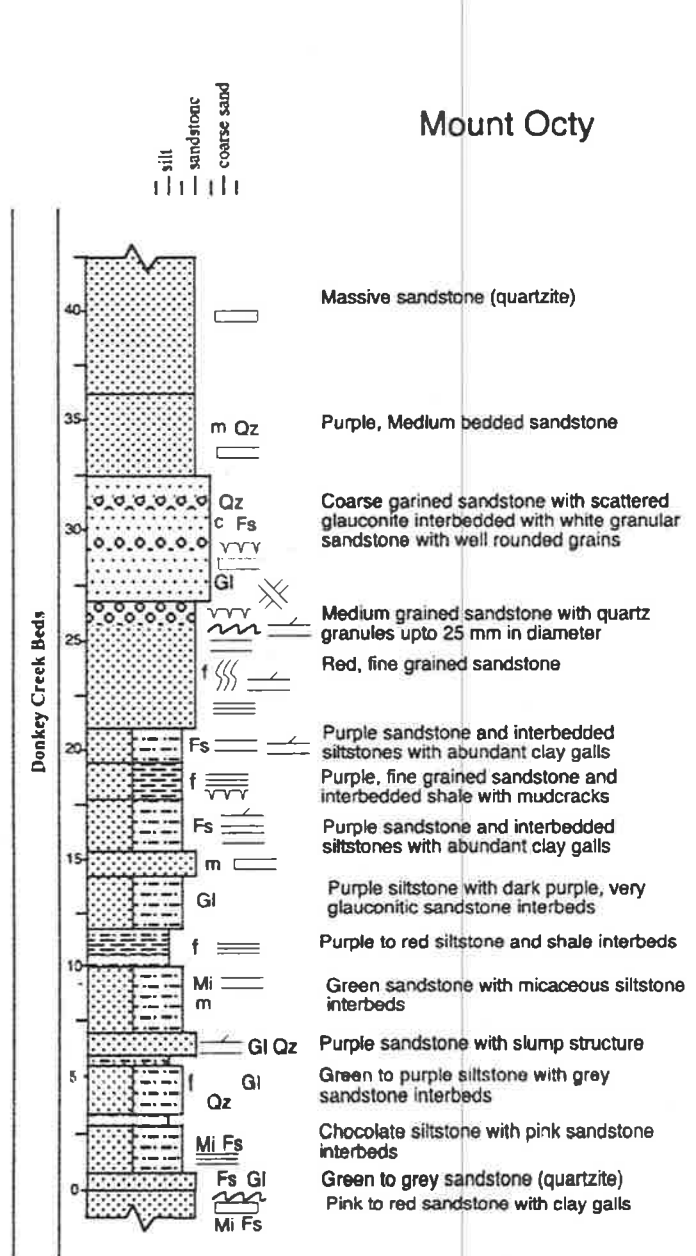 Mount Octy
silt
sandstone
coarse sand
Donkey Creek Beds
40
Massive sandstone (quartzite)
35
m Qz
Purple, Medium bedded sandstone
30
Qz
c Fs
Gl
Coarse garined sandstone with scattered
glauconite interbedded with white granular
sandstone with well rounded grains
25
Medium grained sandstone with quartz
granules upto 25 mm in diameter
f
Red, fine grained sandstone
20
Fs
Purple sandstone and interbedded
siltstones with abundant clay galls
f
Purple, fine grained sandstone and
interbedded shale with mudcracks
Fs
Purple sandstone and interbedded
siltstones with abundant clay galls
15
m
Gl
Purple siltstone with dark purple, very
glauconitic sandstone interbeds
f
Purple to red siltstone and shale interbeds
10
Mi
m
Green sandstone with micaceous siltstone
interbeds
Gl Qz
Purple sandstone with slump structure
5
f Gl
Qz
Green to purple siltstone with grey
sandstone interbeds
Mi Fs
Chocolate siltstone with pink sandstone
interbeds
0
Fs Gl
Green to grey sandstone (quartzite)
Mi Fs
Pink to red sandstone with clay galls